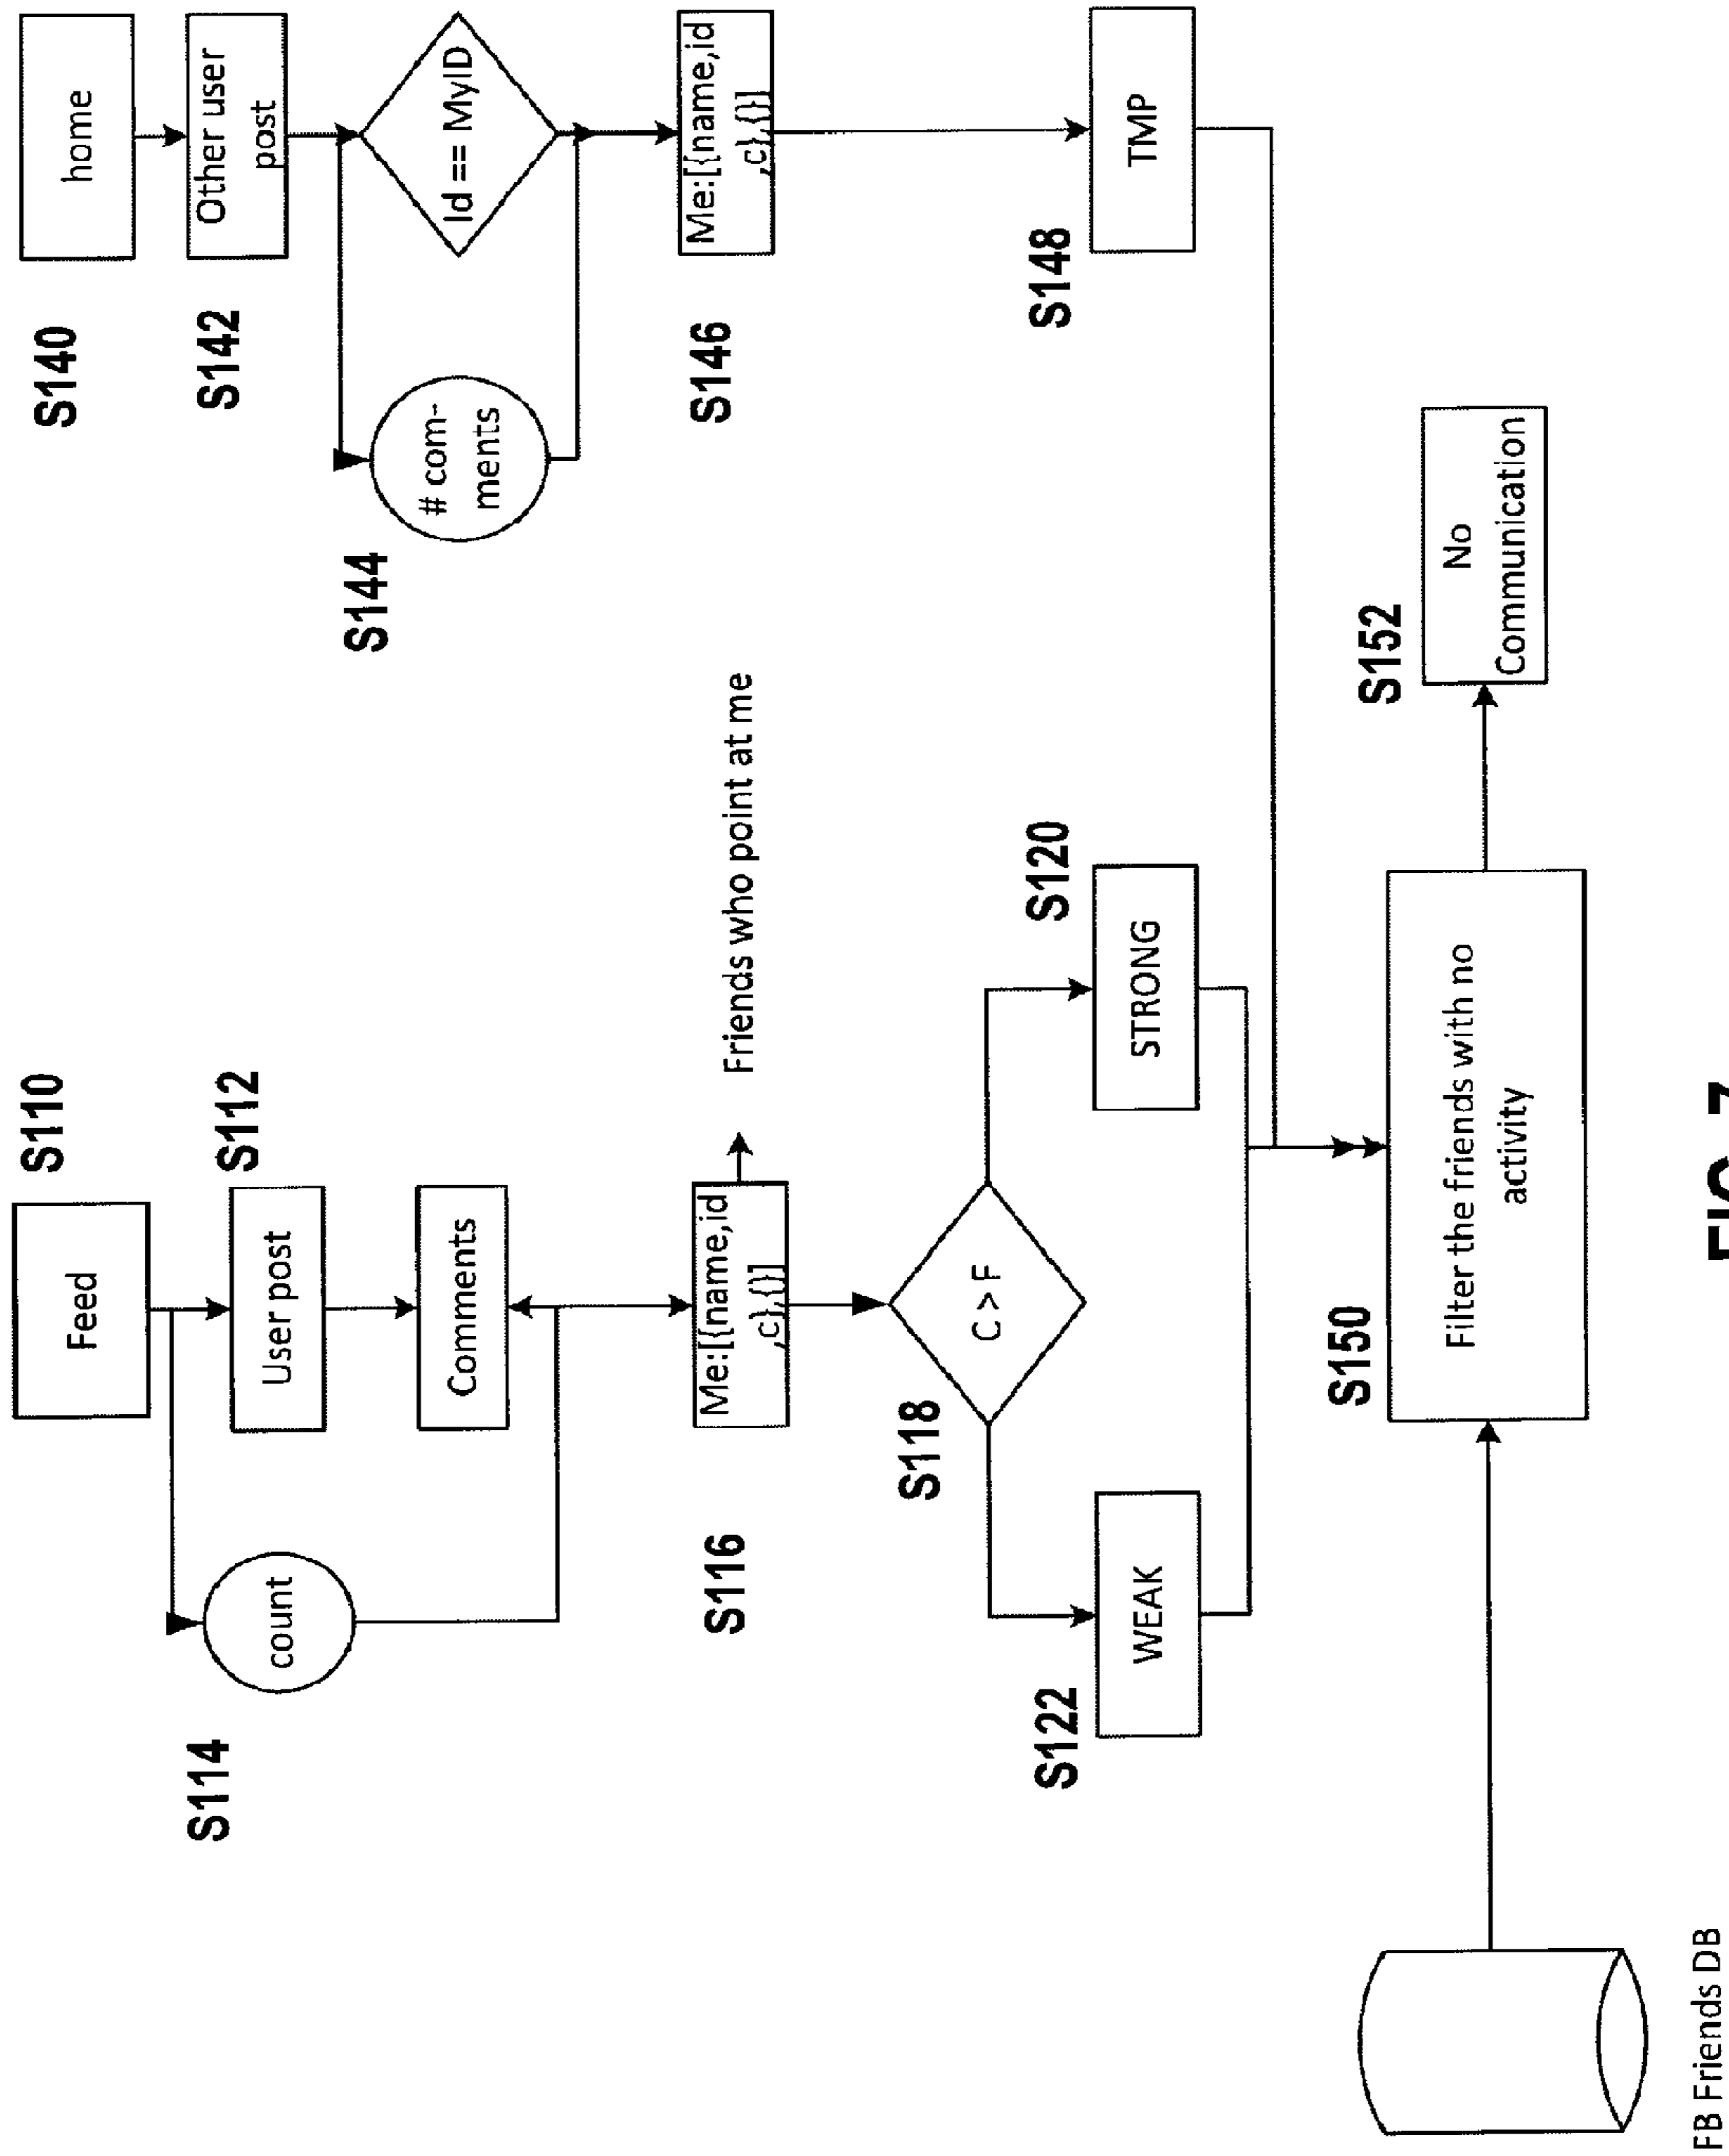 S110
S140
Feed
home
S114
S112
S142
count
User post
Other user
post
S144
# com-
ments
Id == MyID
Comments
S116
Me:[{name,id
,c},{}]
Friends who point at me
S146
Me:[{name,id
,c},{}]
S118
C > F
S122
S120
S148
WEAK
STRONG
TMP
S150
S152
Filter the friends with no
activity
No
Communication
FB Friends DB
FIG. 7